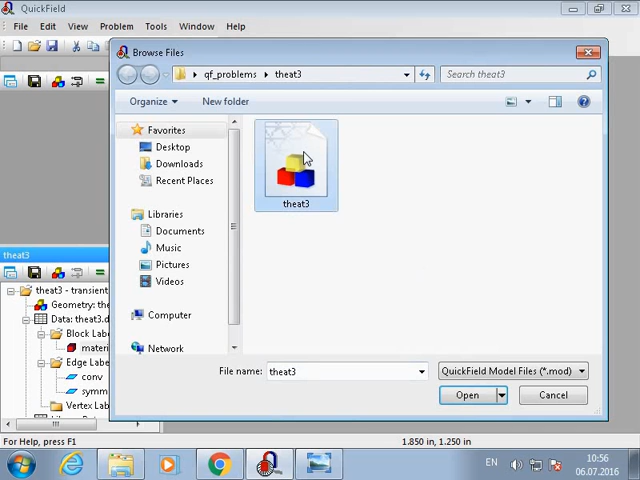 QuickField
File Edit View Problem Tools Window Help
Browse Files
qf_problems theat3
Search theat3
Organize New folder
Favorites
Desktop
Downloads
Recent Places
Libraries
Documents
Music
Pictures
Videos
Computer
Network
theat3
theat3
theat3 - transient
Geometry: the
Data: theat3.d
Block Lab
materi
Edge Label
conv
symm
Vertex Lab
File name: theat3
QuickField Model Files (*.mod)
Open Cancel
For Help, press F1
1.850 in, 1.250 in
EN
10:56
06.07.2016